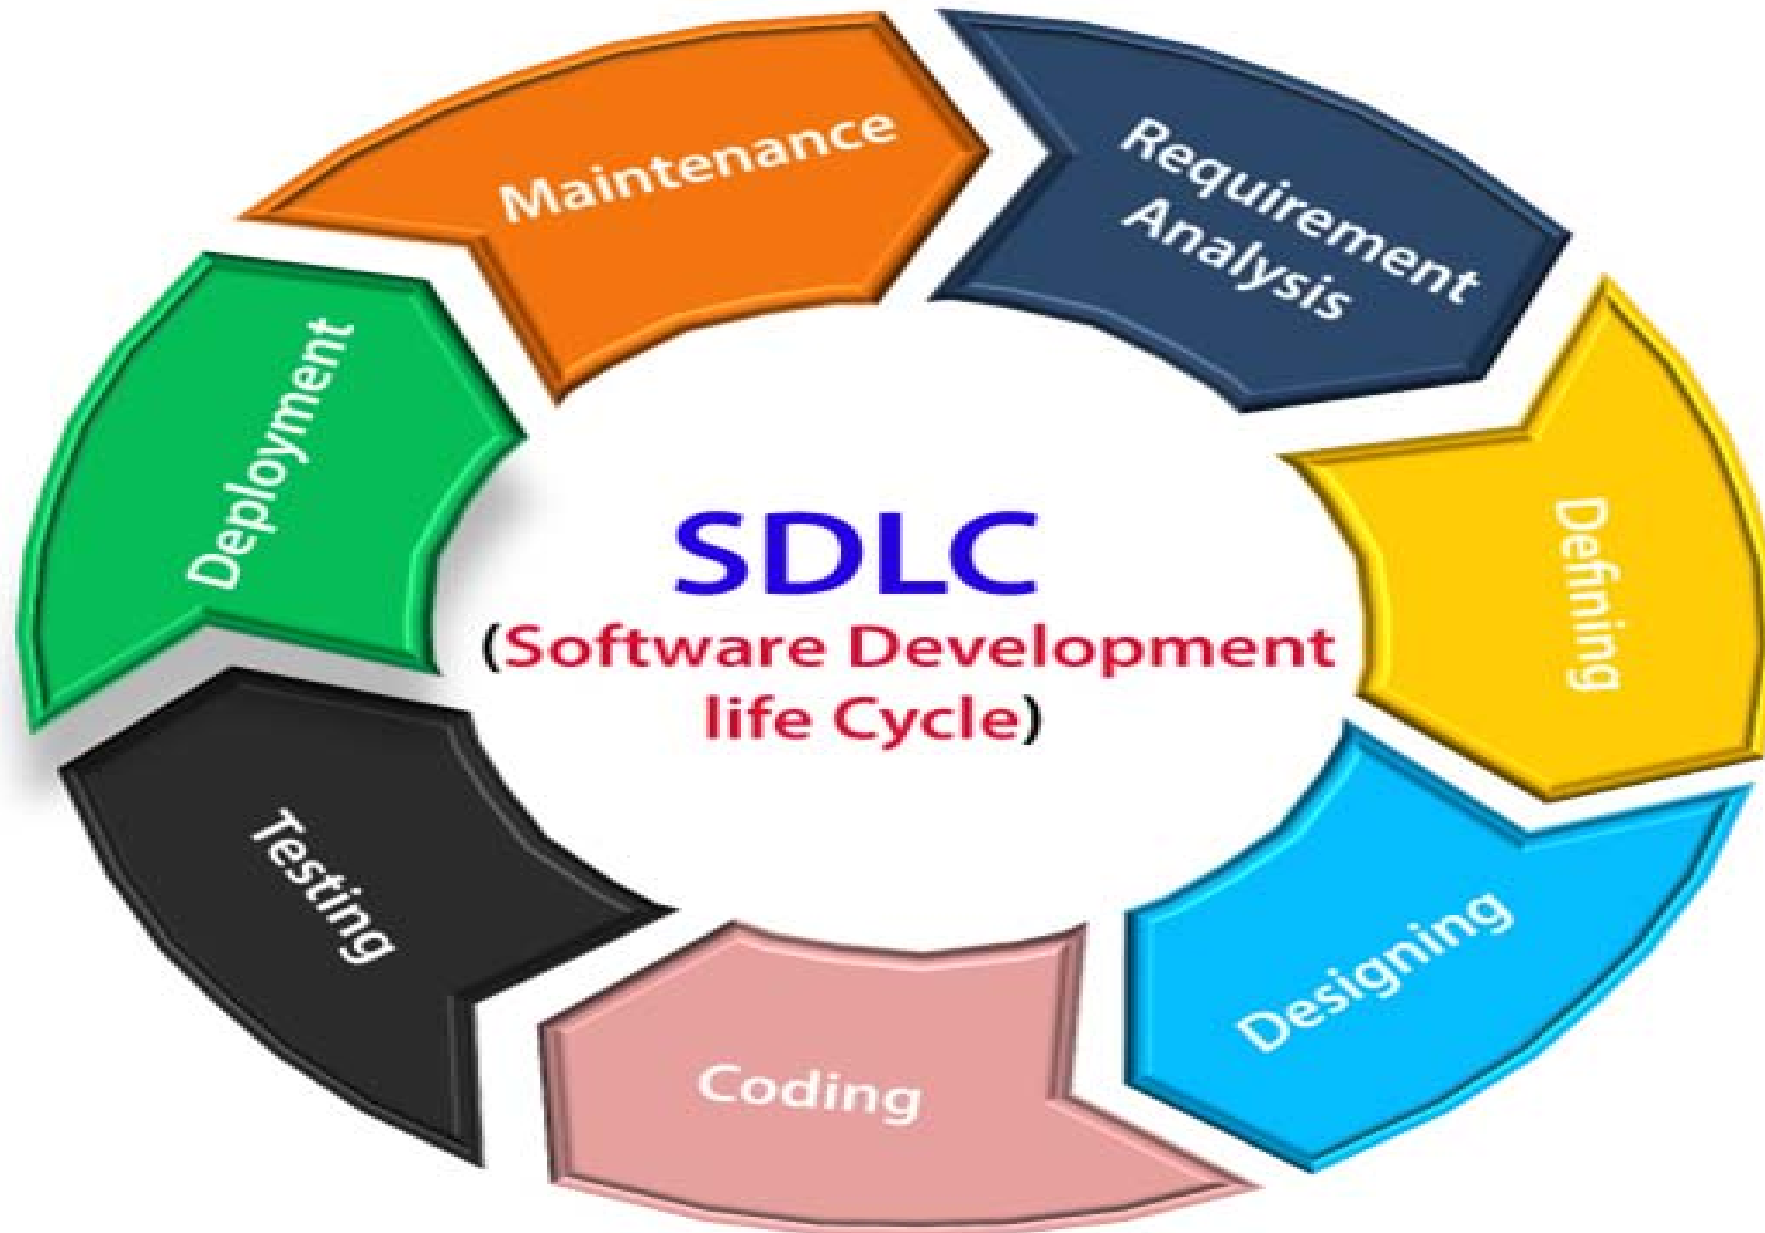 Maintenance
Requirement
Analysis
Deployment
Defining
SDLC
(Software Development
life Cycle)
Testing
Designing
Coding